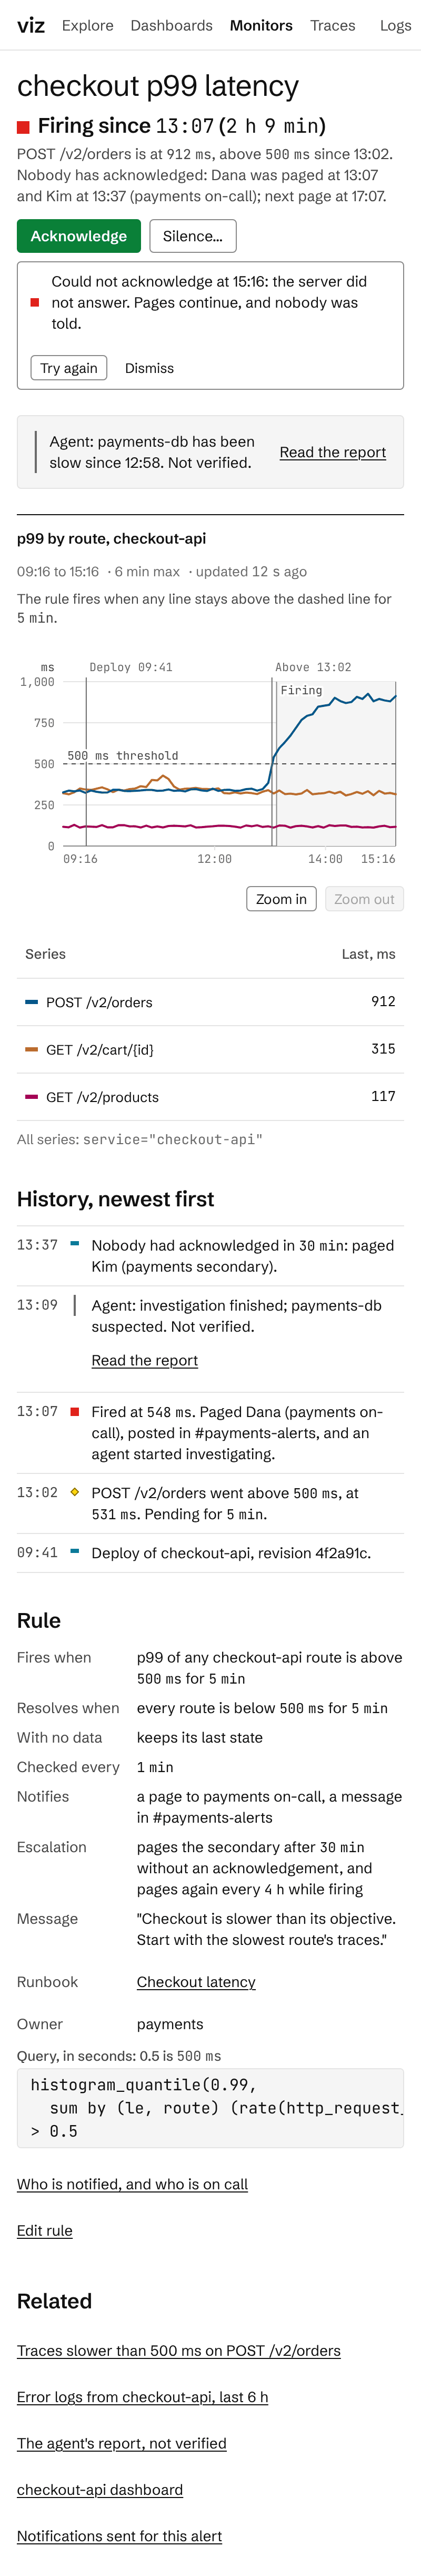 viz Explore Dashboards Monitors Traces Logs
checkout p99 latency
Firing since 13:07 (2 h 9 min)
POST /v2/orders is at 912 ms, above 500 ms since 13:02.
Nobody has acknowledged: Dana was paged at 13:07
and Kim at 13:37 (payments on-call); next page at 17:07.
Acknowledge Silence…
Could not acknowledge at 15:16: the server did
not answer. Pages continue, and nobody was
told.
Try again Dismiss
Agent: payments-db has been
slow since 12:58. Not verified.
Read the report
p99 by route, checkout-api
09:16 to 15:16 · 6 min max · updated 12 s ago
The rule fires when any line stays above the dashed line for
5 min.
ms Deploy 09:41 Above 13:02
1,000
Firing
750
500 ms threshold
500
250
0
09:16 12:00 14:00 15:16
Zoom in Zoom out
Series Last, ms
POST /v2/orders 912
GET /v2/cart/{id} 315
GET /v2/products 117
All series: service="checkout-api"
History, newest first
13:37 Nobody had acknowledged in 30 min: paged
Kim (payments secondary).
13:09 Agent: investigation finished; payments-db
suspected. Not verified.
Read the report
13:07 Fired at 548 ms. Paged Dana (payments on-
call), posted in #payments-alerts, and an
agent started investigating.
13:02 POST /v2/orders went above 500 ms, at
531 ms. Pending for 5 min.
09:41 Deploy of checkout-api, revision 4f2a91c.
Rule
Fires when p99 of any checkout-api route is above
500 ms for 5 min
Resolves when every route is below 500 ms for 5 min
With no data keeps its last state
Checked every 1 min
Notifies a page to payments on-call, a message
in #payments-alerts
Escalation pages the secondary after 30 min
without an acknowledgement, and
pages again every 4 h while firing
Message "Checkout is slower than its objective.
Start with the slowest route's traces."
Runbook Checkout latency
Owner payments
Query, in seconds: 0.5 is 500 ms
histogram_quantile(0.99,
sum by (le, route) (rate(http_request_
> 0.5
Who is notified, and who is on call
Edit rule
Related
Traces slower than 500 ms on POST /v2/orders
Error logs from checkout-api, last 6 h
The agent's report, not verified
checkout-api dashboard
Notifications sent for this alert